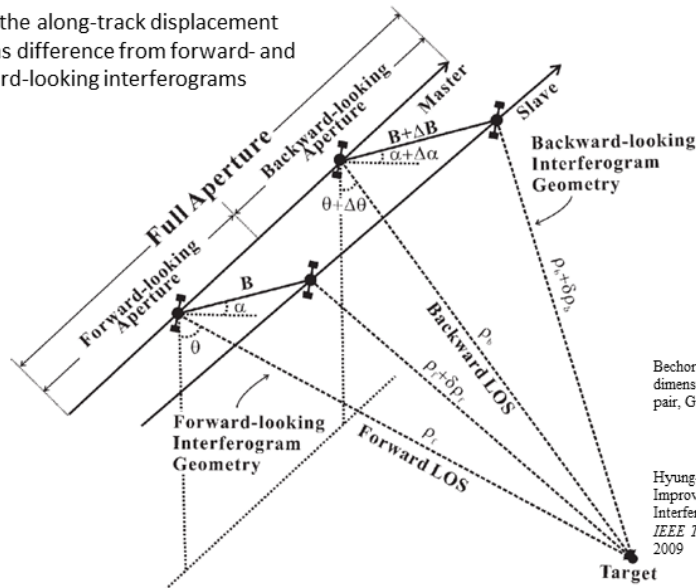 the along-track displacement
as difference from forward- and
rd-looking interferograms
Full Aperture
Backward-looking
Aperture
Forward-looking
Aperture
Master
Slave
B+ΔB
α+Δα
θ+Δθ
B
α
θ
Backward-looking
Interferogram
Geometry
ρb+δρb
ρb
Backward LOS
ρf+δρf
ρf
Forward LOS
Forward-looking
Interferogram
Geometry
Target
Bechor
dimens
pair, G
Hyung
Improv
Interfer
IEEE T
2009